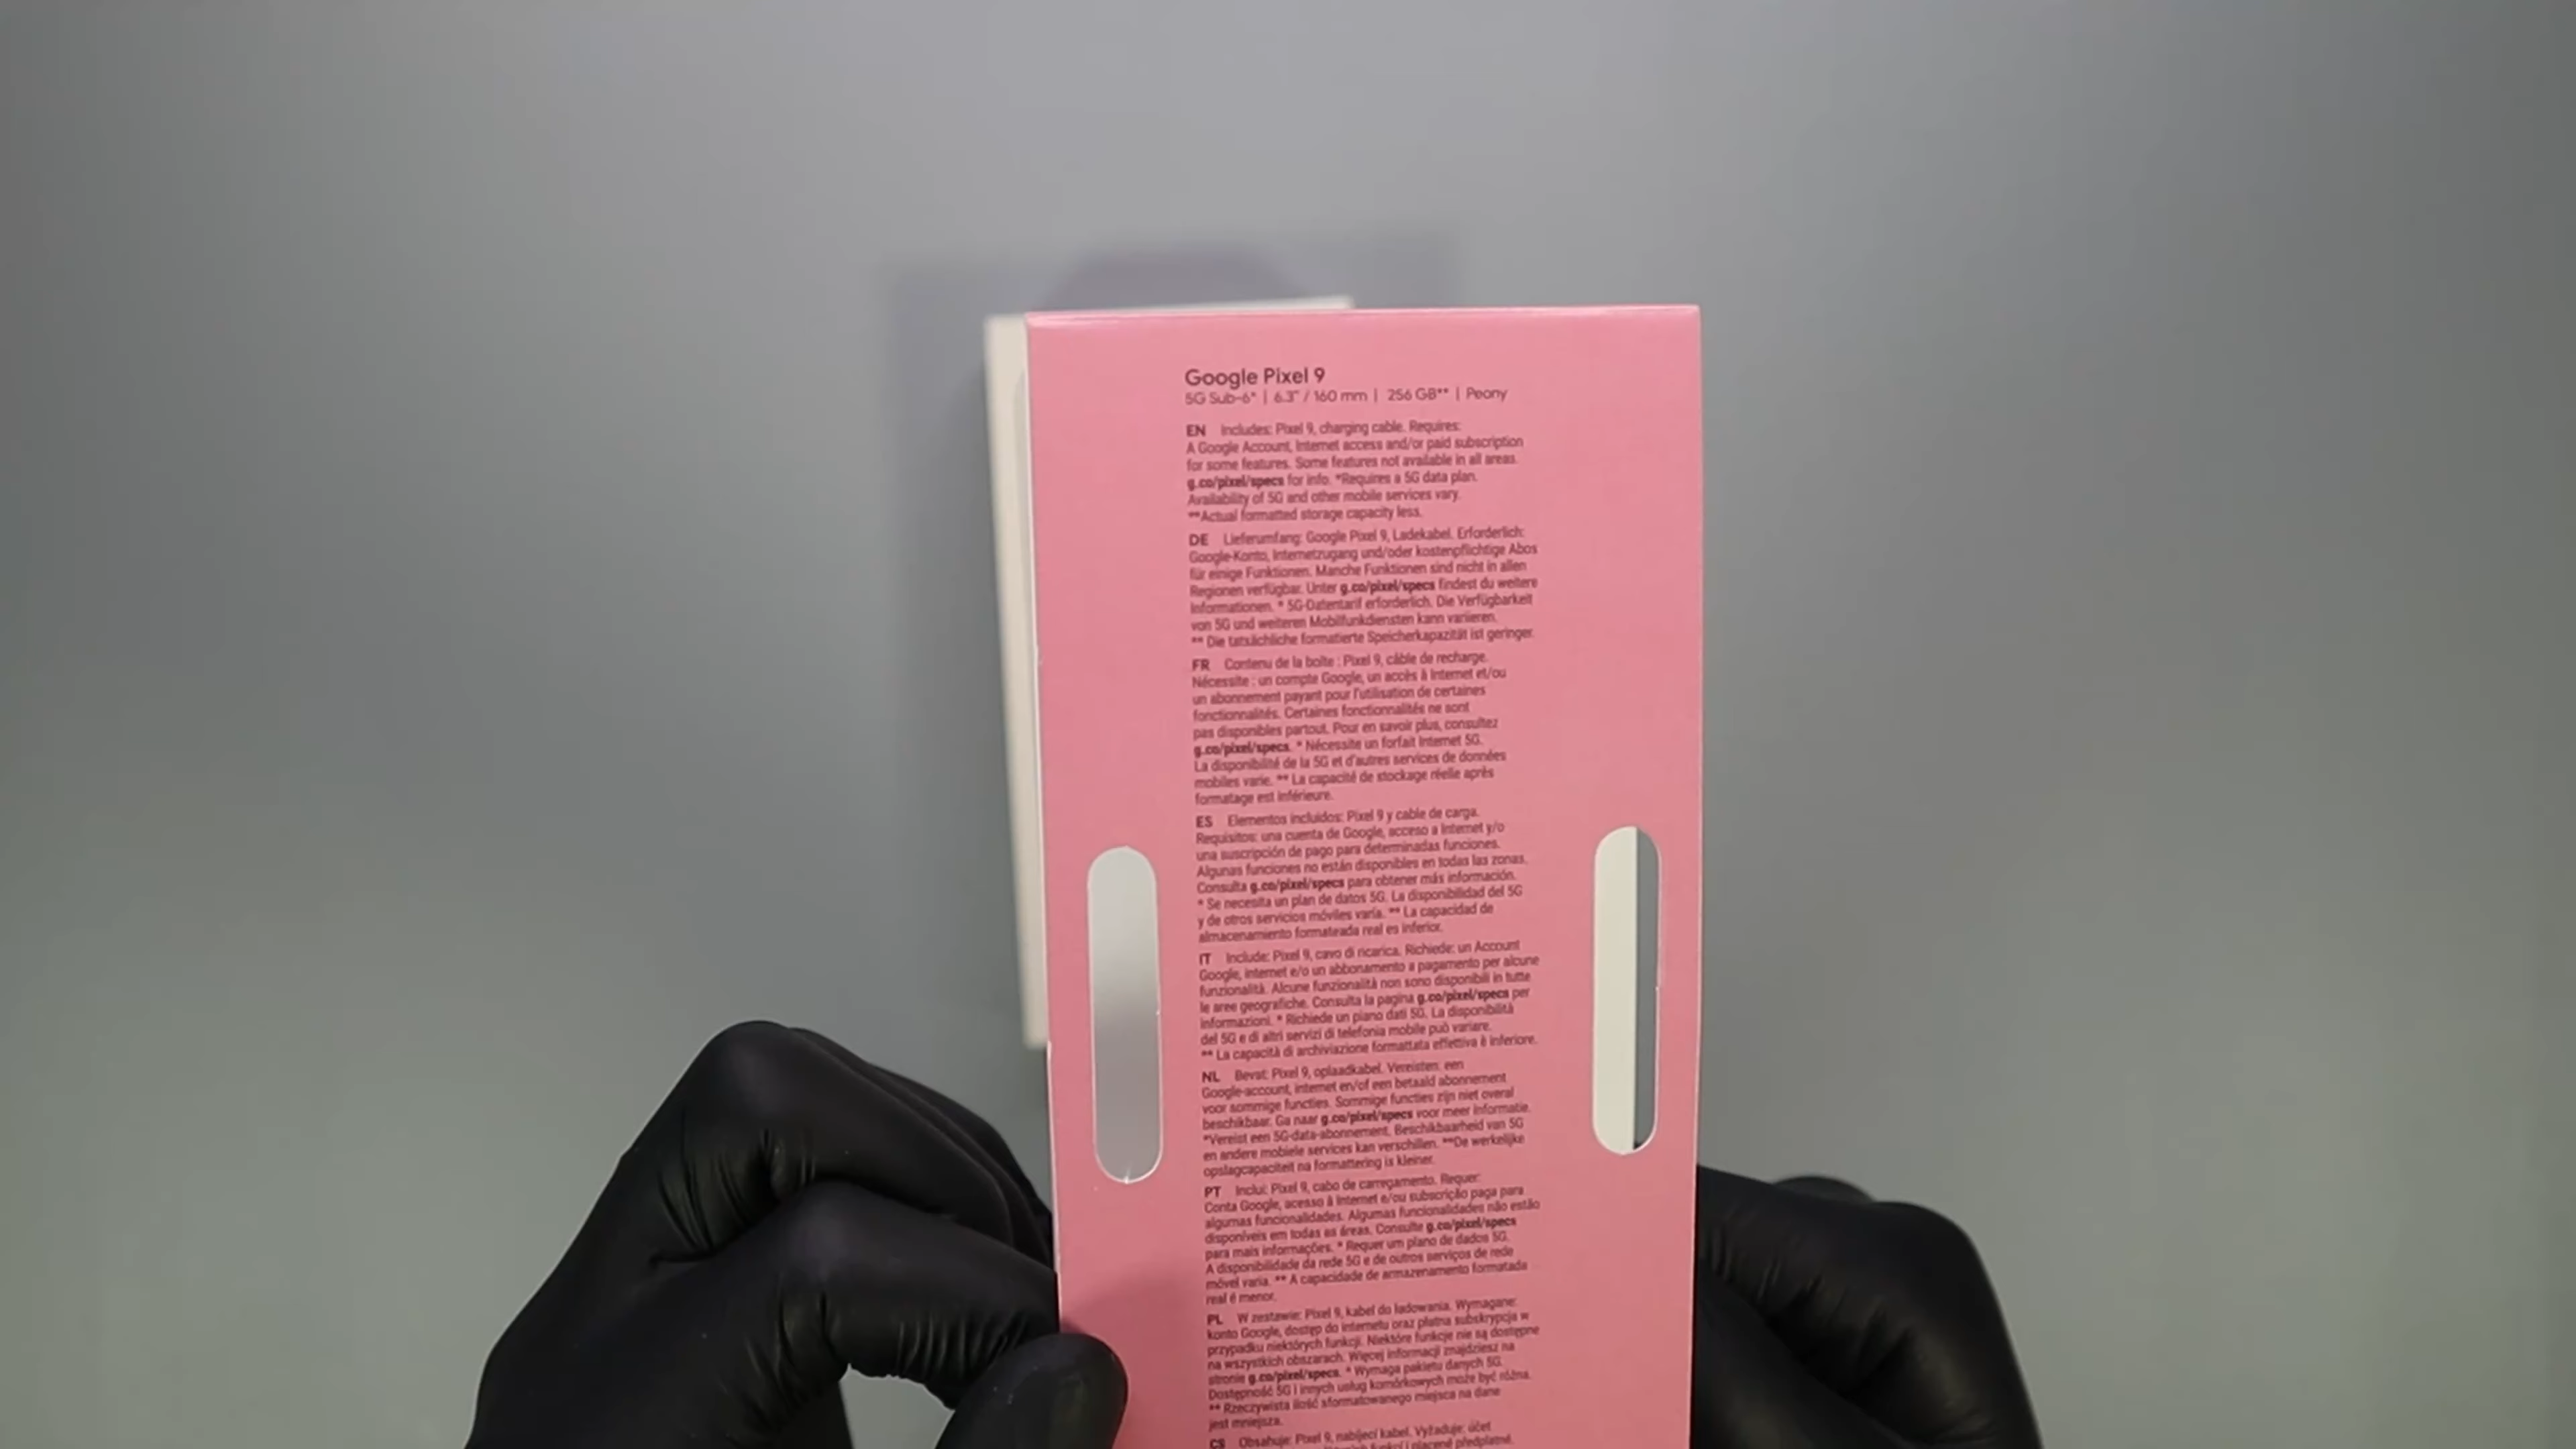 Google Pixel 9
5G Sub-6* | 6.3" / 160 mm | 256 GB** | Peony
EN Includes: Pixel 9, charging cable. Requires:
A Google Account, Internet access and/or paid subscription
for some features. Some features not available in all areas.
g.co/pixel/specs for info. *Requires a 5G data plan.
Availability of 5G and other mobile services vary.
**Actual formatted storage capacity less.
DE Lieferumfang: Google Pixel 9, Ladekabel. Erforderlich:
Google-Konto, Internetzugang und/oder kostenpflichtige Abos
für einige Funktionen. Manche Funktionen sind nicht in allen
Regionen verfügbar. Unter g.co/pixel/specs findest du weitere
Informationen. * 5G-Datentarif erforderlich. Die Verfügbarkeit
von 5G und weiteren Mobilfunkdiensten kann variieren.
** Die tatsächliche formatierte Speicherkapazität ist geringer.
FR Contenu de la boîte : Pixel 9, câble de recharge.
Nécessite : un compte Google, un accès à Internet et/ou
un abonnement payant pour l'utilisation de certaines
fonctionnalités. Certaines fonctionnalités ne sont
pas disponibles partout. Pour en savoir plus, consultez
g.co/pixel/specs. * Nécessite un forfait Internet 5G.
La disponibilité de la 5G et d'autres services de données
mobiles varie. ** La capacité de stockage réelle après
formatage est inférieure.
ES Elementos incluidos: Pixel 9 y cable de carga.
Requisitos: una cuenta de Google, acceso a Internet y/o
una suscripción de pago para determinadas funciones.
Algunas funciones no están disponibles en todas las zonas.
Consulta g.co/pixel/specs para obtener más información.
* Se necesita un plan de datos 5G. La disponibilidad del 5G
y de otros servicios móviles varía. ** La capacidad de
almacenamiento formateada real es inferior.
IT Include: Pixel 9, cavo di ricarica. Richiede: un Account
Google, internet e/o un abbonamento a pagamento per alcune
funzionalità. Alcune funzionalità non sono disponibili in tutte
le aree geografiche. Consulta la pagina g.co/pixel/specs per
informazioni. * Richiede un piano dati 5G. La disponibilità
del 5G e di altri servizi di telefonia mobile può variare.
** La capacità di archiviazione formattata effettiva è inferiore.
NL Bevat: Pixel 9, oplaadkabel. Vereisten: een
Google-account, internet en/of een betaald abonnement
voor sommige functies. Sommige functies zijn niet overal
beschikbaar. Ga naar g.co/pixel/specs voor meer informatie.
*Vereist een 5G-data-abonnement. Beschikbaarheid van 5G
en andere mobiele services kan verschillen. **De werkelijke
opslagcapaciteit na formattering is kleiner.
PT Inclui: Pixel 9, cabo de carregamento. Requer:
Conta Google, acesso à Internet e/ou subscrição paga para
algumas funcionalidades. Algumas funcionalidades não estão
disponíveis em todas as áreas. Consulte g.co/pixel/specs
para mais informações. * Requer um plano de dados 5G.
A disponibilidade da rede 5G e de outros serviços de rede
móvel varia. ** A capacidade de armazenamento formatada
real é menor.
PL W zestawie: Pixel 9, kabel do ładowania. Wymagane:
konto Google, dostęp do internetu oraz płatna subskrypcja w
przypadku niektórych funkcji. Niektóre funkcje nie są dostępne
na wszystkich obszarach. Więcej informacji znajdziesz na
stronie g.co/pixel/specs. * Wymaga pakietu danych 5G.
Dostępność 5G i innych usług komórkowych może być różna.
** Rzeczywista ilość sformatowanego miejsca na dane
jest mniejsza.
CS Obsahuje: Pixel 9, nabíjecí kabel. Vyžaduje: účet
funkcí i placené předplatné.